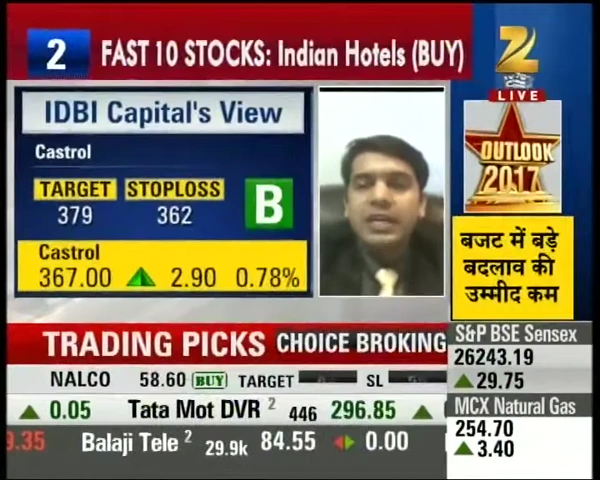 2 FAST 10 STOCKS: Indian Hotels (BUY)
LIVE
IDBI Capital's View
Castrol
TARGET STOPLOSS
379 362 B
Castrol
367.00 2.90 0.78%
OUTLOOK
2017
बजट में बड़े
बदलाव की
उम्मीद कम
TRADING PICKS CHOICE BROKING
NALCO 58.60 BUY TARGET SL
0.05 Tata Mot DVR 2 446 296.85
9.35 Balaji Tele 2 29.9k 84.55 0.00
S&P BSE Sensex
26243.19
29.75
MCX Natural Gas
254.70
3.40